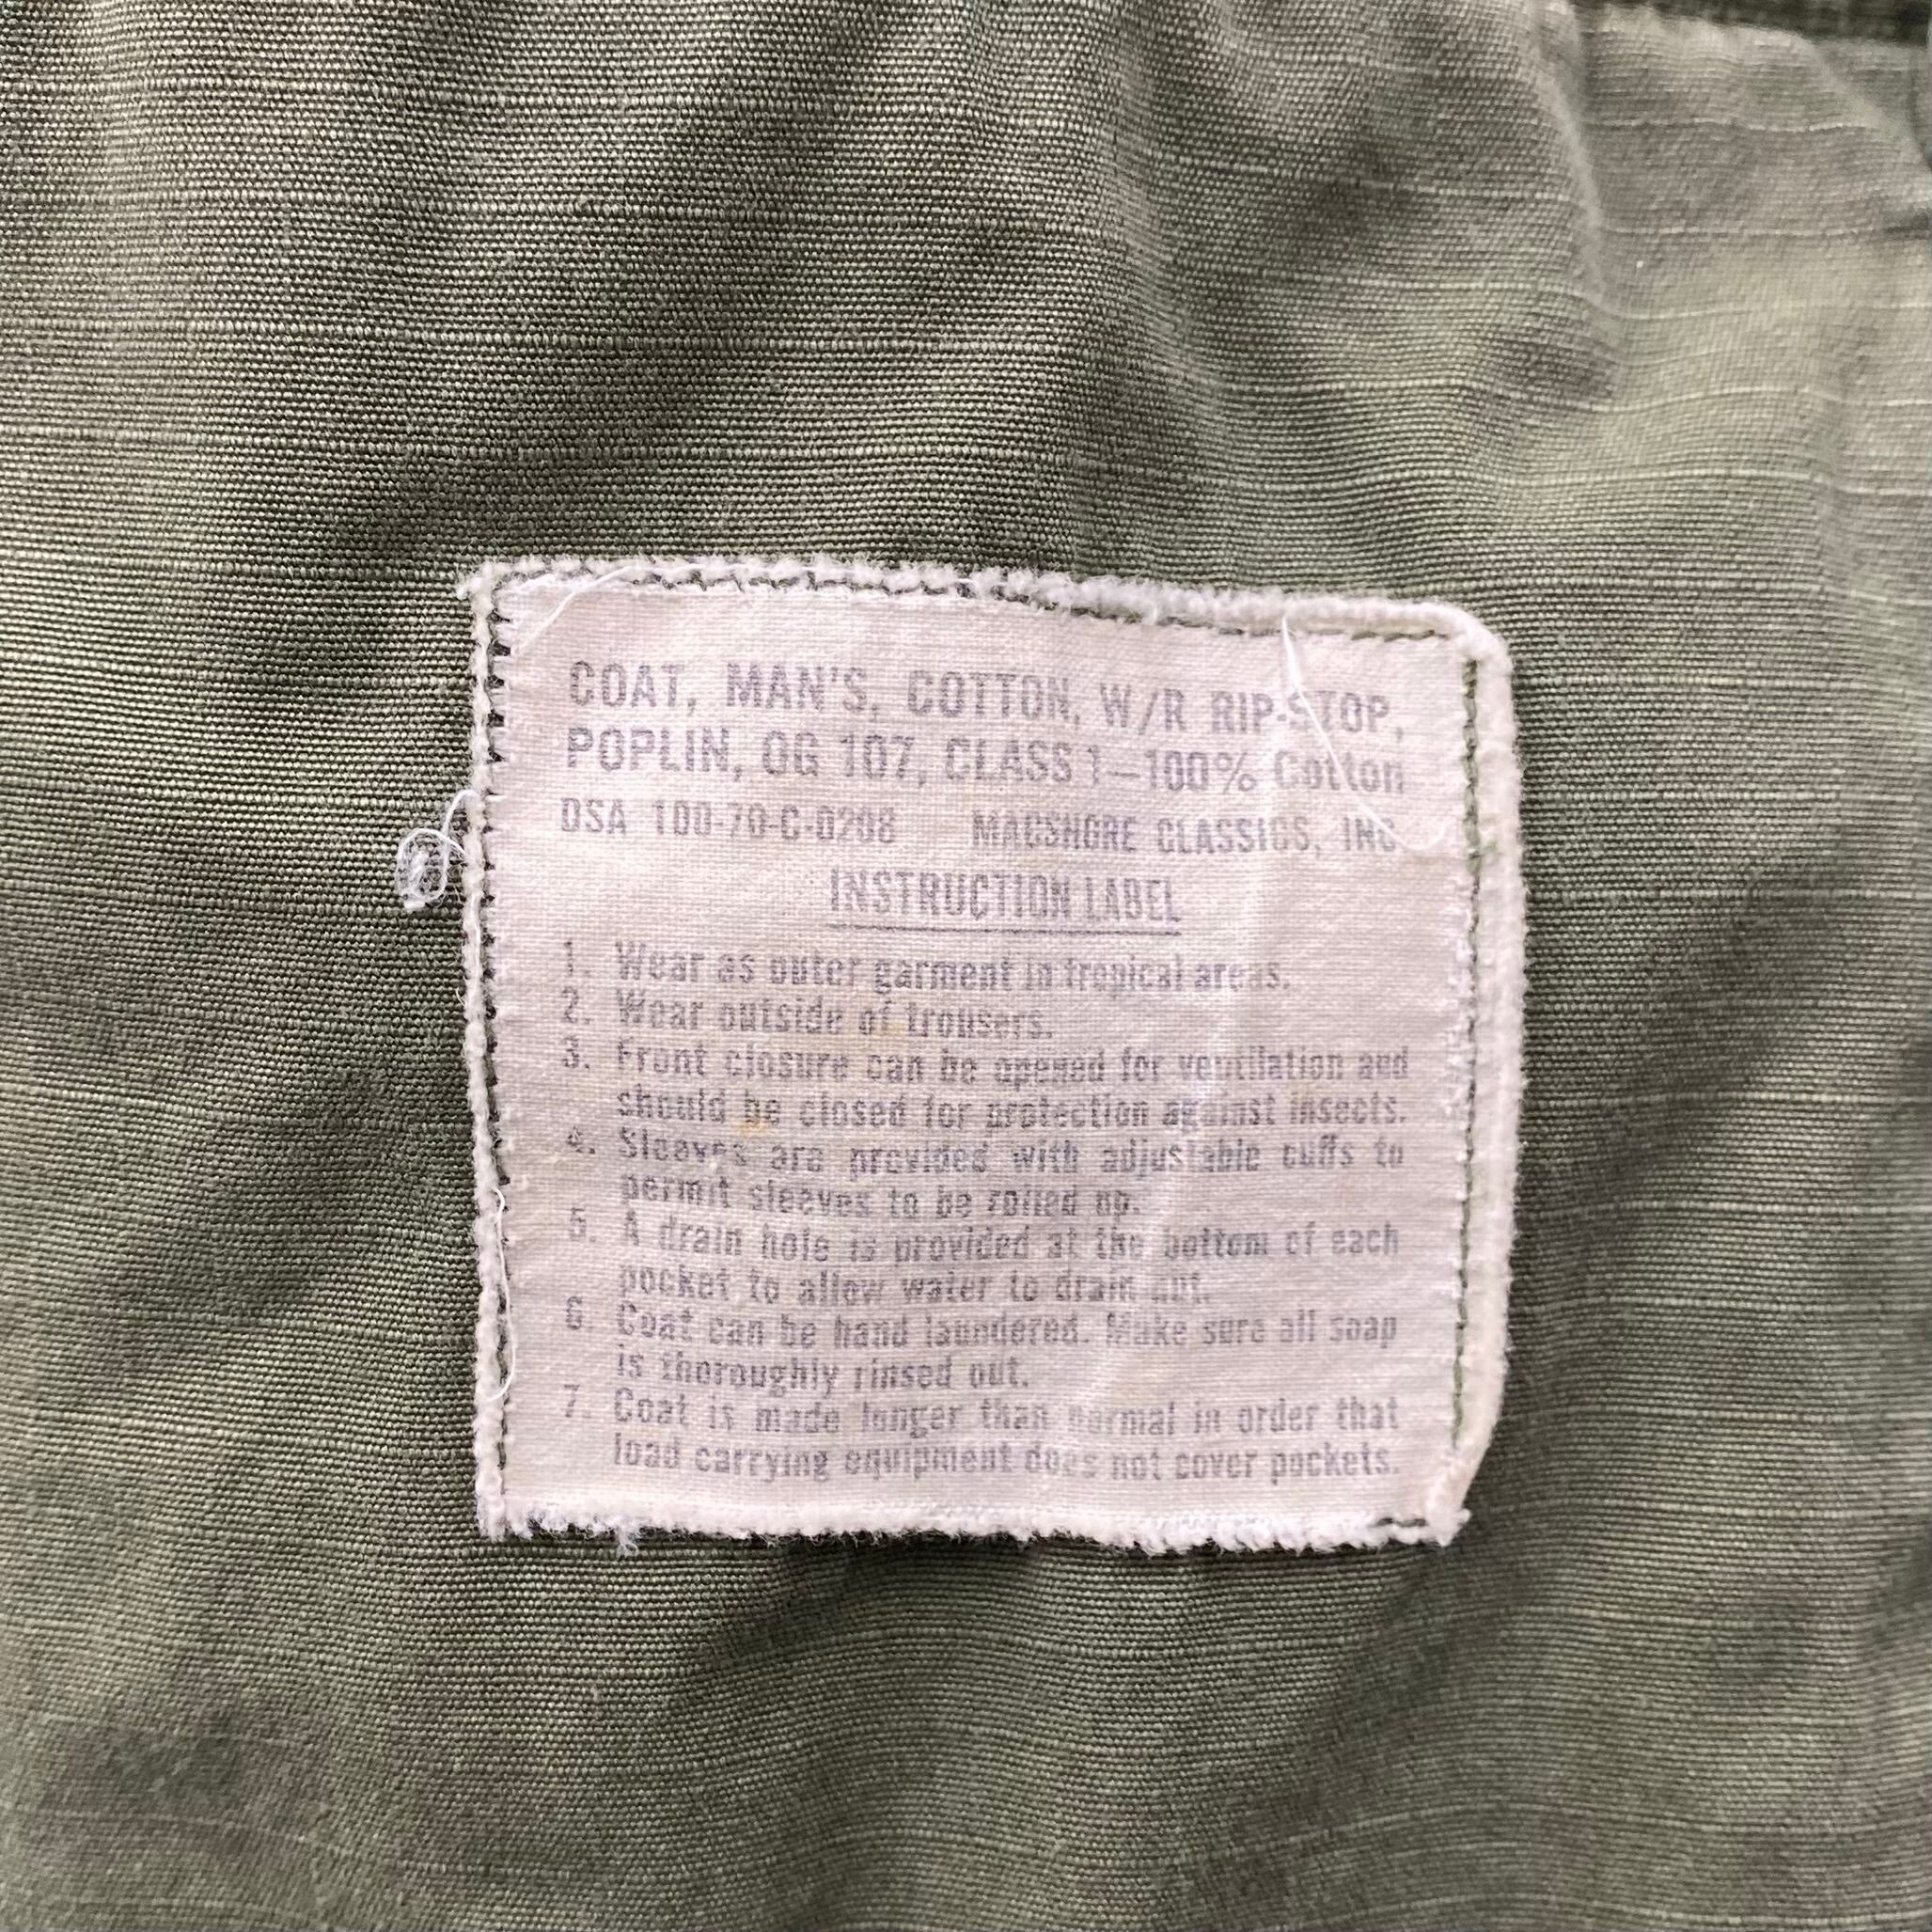 COAT, MAN'S, COTTON, W/R RIP-STOP,
POPLIN, OG 107, CLASS 1—100% Cotton
DSA 100-70-C-0298 MACSHORE CLASSICS, INC
INSTRUCTION LABEL
1. Wear as outer garment in tropical areas.
2. Wear outside of trousers.
3. Front closure can be opened for ventilation and
should be closed for protection against insects.
4. Sleeves are provided with adjustable cuffs to
permit sleeves to be rolled up.
5. A drain hole is provided at the bottom of each
pocket to allow water to drain out.
6. Coat can be hand laundered. Make sure all soap
is thoroughly rinsed out.
7. Coat is made longer than normal in order that
load carrying equipment does not cover pockets.